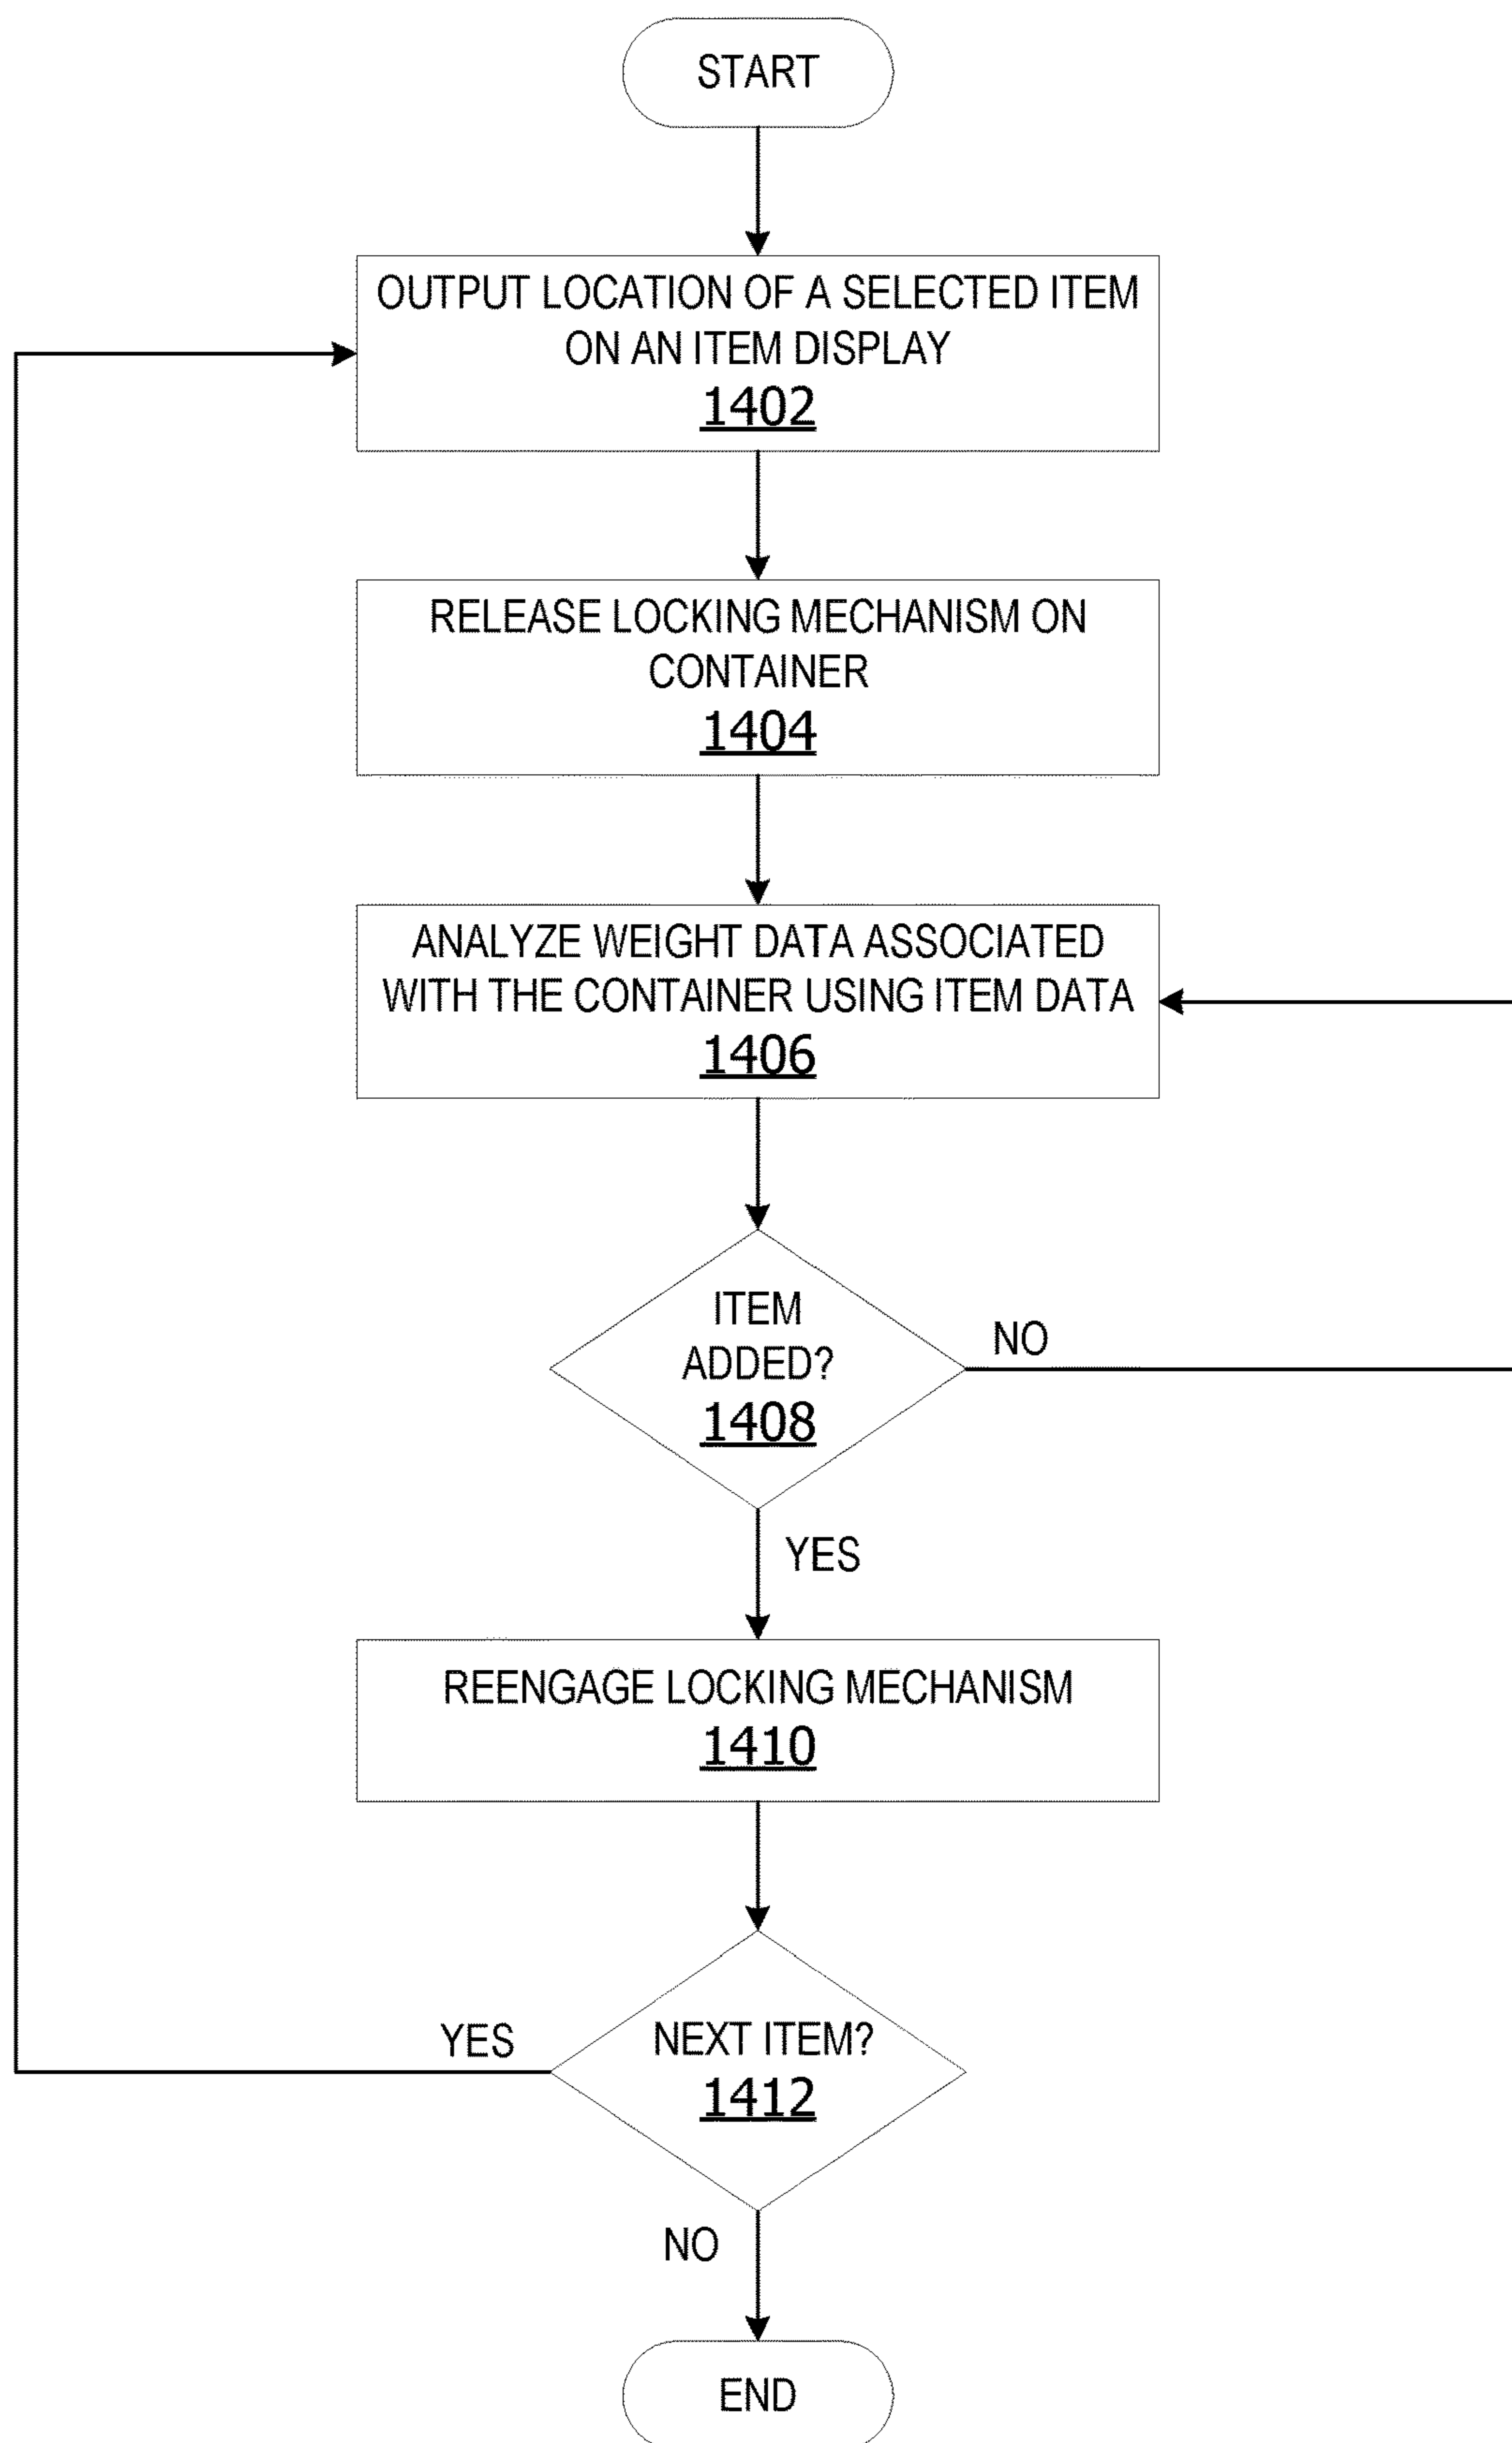 START
OUTPUT LOCATION OF A SELECTED ITEM
ON AN ITEM DISPLAY
1402
RELEASE LOCKING MECHANISM ON
CONTAINER
1404
ANALYZE WEIGHT DATA ASSOCIATED
WITH THE CONTAINER USING ITEM DATA
1406
ITEM
ADDED?
1408
NO
YES
REENGAGE LOCKING MECHANISM
1410
YES
NEXT ITEM?
1412
NO
END